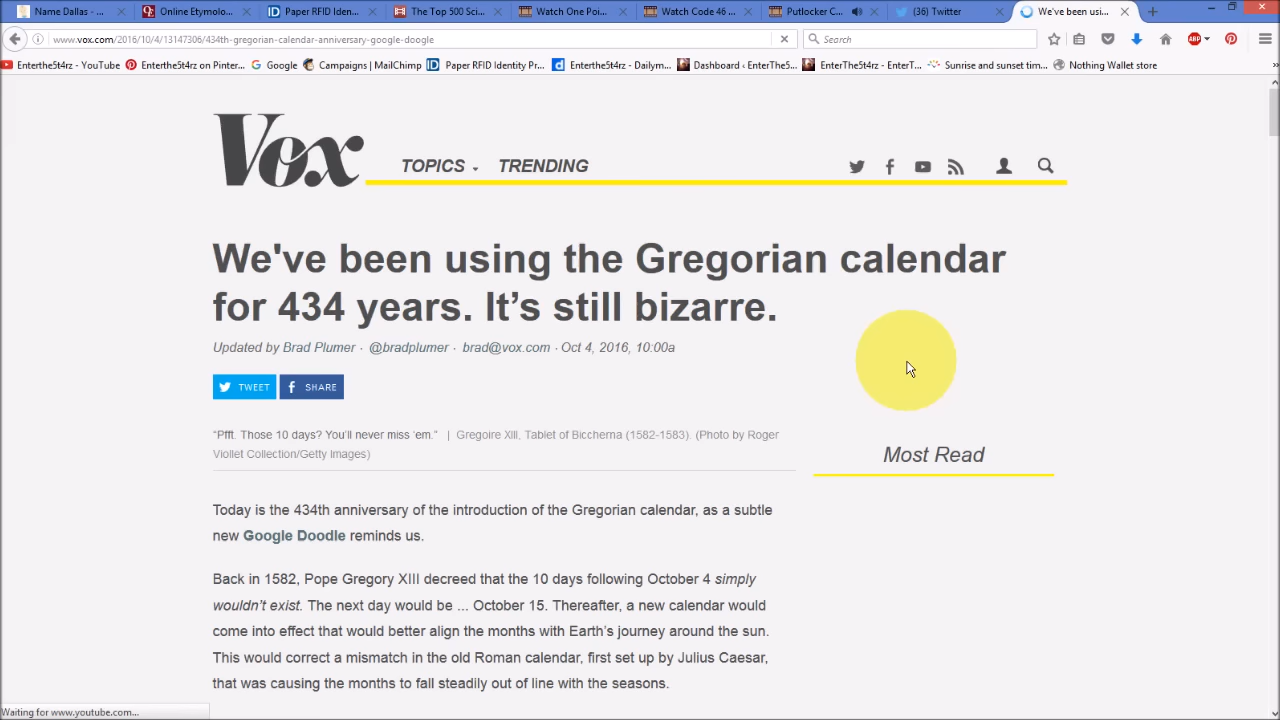 Name Dallas -
Online Etymolo...
Paper RFID Iden...
The Top 500 Sci...
Watch One Poi...
Watch Code 46 ...
Putlocker C...
(36) Twitter
We've been usi...
www.vox.com/2016/10/4/13147306/434th-gregorian-calendar-anniversary-google-doogle
Search
Enterthe5t4rz - YouTube
Enterthe5t4rz on Pinter...
Google
Campaigns | MailChimp
Paper RFID Identity Pr...
Enterthe5t4rz - Dailym...
Dashboard ‹ EnterThe5...
EnterThe5t4rz - EnterT...
Sunrise and sunset tim...
Nothing Wallet store
Vox
TOPICS
TRENDING
We've been using the Gregorian calendar
for 434 years. It’s still bizarre.
Updated by Brad Plumer · @bradplumer · brad@vox.com · Oct 4, 2016, 10:00a
TWEET
SHARE
“Pfft. Those 10 days? You’ll never miss ‘em.” | Gregoire XIII, Tablet of Biccherna (1582-1583). (Photo by Roger
Viollet Collection/Getty Images)
Most Read
Today is the 434th anniversary of the introduction of the Gregorian calendar, as a subtle
new Google Doodle reminds us.
Back in 1582, Pope Gregory XIII decreed that the 10 days following October 4 simply
wouldn’t exist. The next day would be ... October 15. Thereafter, a new calendar would
come into effect that would better align the months with Earth’s journey around the sun.
This would correct a mismatch in the old Roman calendar, first set up by Julius Caesar,
that was causing the months to fall steadily out of line with the seasons.
Waiting for www.youtube.com...